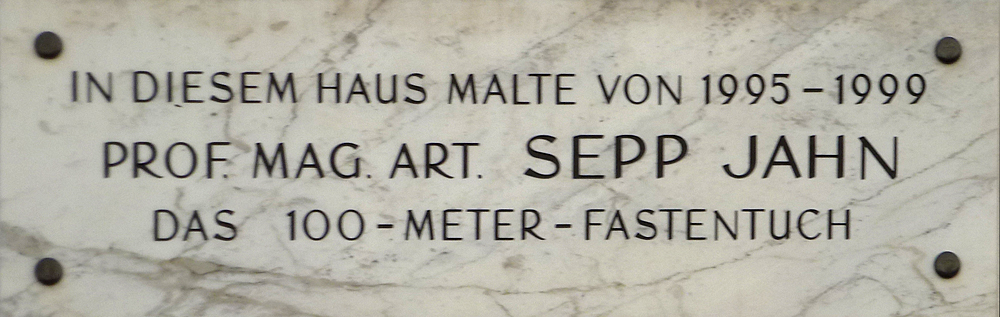 IN DIESEM HAUS MALTE VON 1995 – 1999
PROF. MAG. ART. SEPP JAHN
DAS 100 - METER - FASTENTUCH